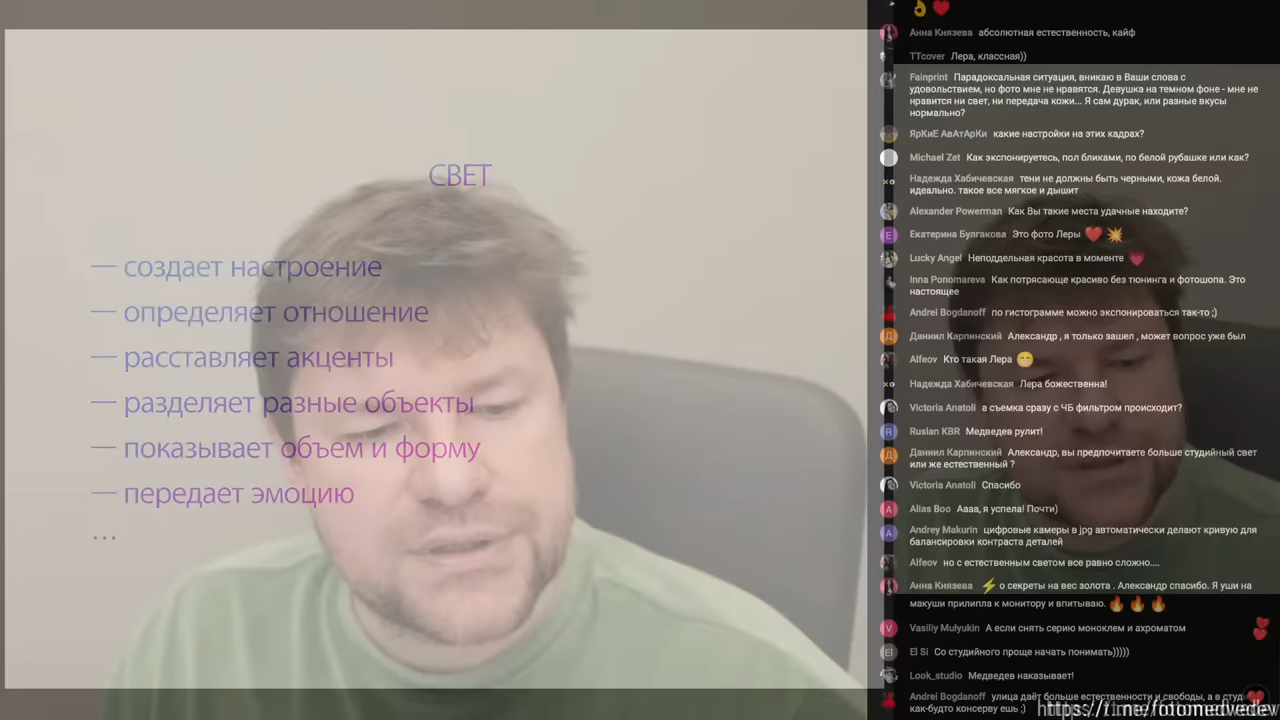 СВЕТ
— создает настроение
— определяет отношение
— расставляет акценты
— разделяет разные объекты
— показывает объем и форму
— передает эмоцию
...
Анна Князева абсолютная естественность, кайф
TTcover Лера, классная))
Fainprint Парадоксальная ситуация, вникаю в Ваши слова с
удовольствием, но фото мне не нравятся. Девушка на темном фоне - мне не
нравится ни свет, ни передача кожи... Я сам дурак, или разные вкусы
нормально?
ЯрКиЕ АвАтАрКи какие настройки на этих кадрах?
Michael Zet Как экспонируетесь, пол бликами, по белой рубашке или как?
Надежда Хабичевская тени не должны быть черными, кожа белой.
идеально. такое все мягкое и дышит
Alexander Powerman Как Вы такие места удачные находите?
Е Екатерина Булгакова Это фото Леры ❤️ 💥
Lucky Angel Неподдельная красота в моменте 💗
Inna Ponomareva Как потрясающе красиво без тюнинга и фотошопа. Это
настоящее
Andrei Bogdanoff по гистограмме можно экспонироваться так-то ;)
Д Даниил Карпинский Александр , я только зашел , может вопрос уже был
Alfeov Кто такая Лера 😁
Надежда Хабичевская Лера божественна!
Victoria Anatoli а съемка сразу с ЧБ фильтром происходит?
R Ruslan KBR Медведев рулит!
Д Даниил Карпинский Александр, вы предпочитаете больше студийный свет
или же естественный ?
Victoria Anatoli Спасибо
A Alias Boo Аааа, я успела! Почти)
A Andrey Makurin цифровые камеры в jpg автоматически делают кривую для
балансировки контраста деталей
Alfeov но с естественным светом все равно сложно....
Анна Князева ⚡ о секреты на вес золота . Александр спасибо. Я уши на
макуши прилипла к монитору и впитываю. 🔥 🔥 🔥
V Vasiliy Mulyukin А если снять серию моноклем и ахроматом
El El Si Со студийного проще начать понимать)))))
Look_studio Медведев наказывает!
Andrei Bogdanoff улица даёт больше естественности и свободы, а в студ
как-будто консерву ешь ;)
https://t.me/fotomedvedev